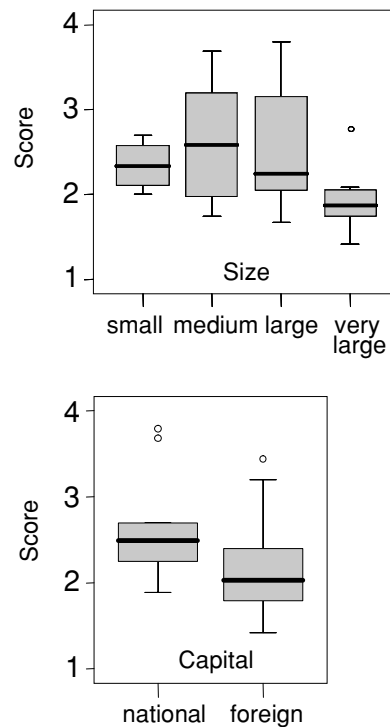 4
3
2
1
Score
Size
small medium large very
large
4
3
2
1
Score
Capital
national foreign